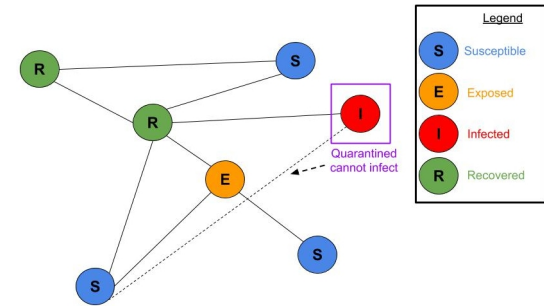 Legend
S Susceptible
E Exposed
I Infected
R Recovered
R
S
R
I
Quarantined
cannot infect
E
S
S